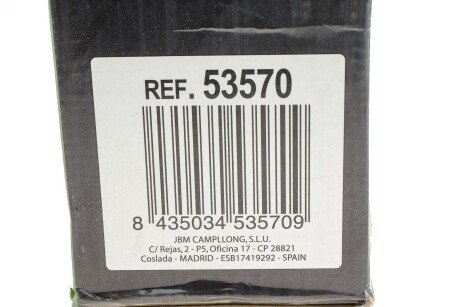 REF. 53570
8 435034 535709
JBM CAMPLLONG, S.L.U.
C/ Rejas, 2 - P5, Oficina 17 - CP 28821
Coslada - MADRID - ESB17419292 - SPAIN